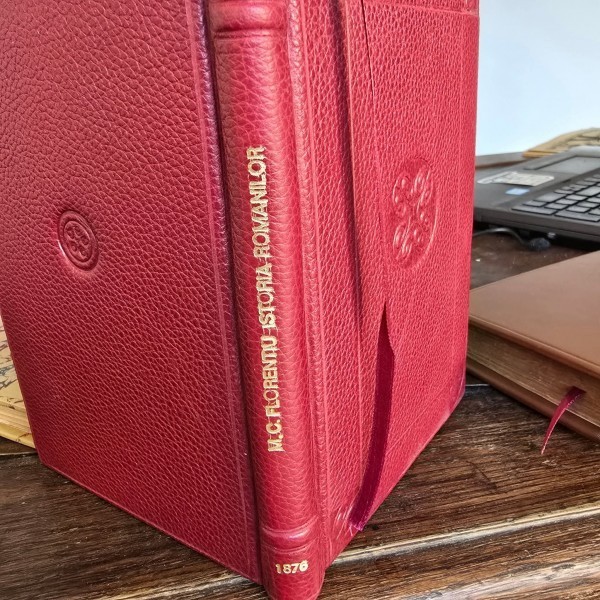 M.C. FLORENTIU ISTORIA ROMANILOR
1876